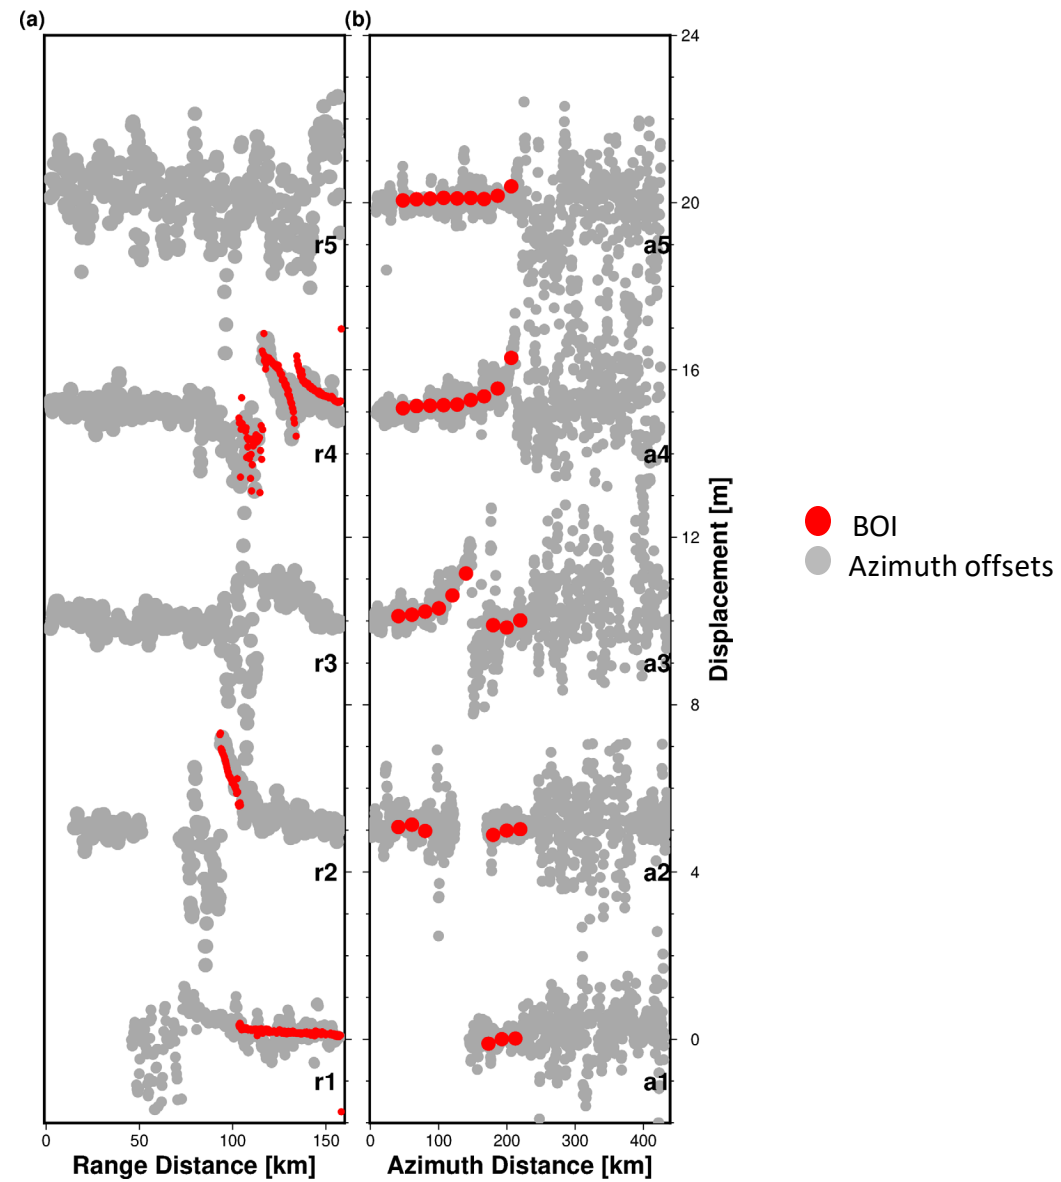 (a)
(b)
24
20
16
12
8
4
0
r5
r4
r3
r2
r1
a5
a4
a3
a2
a1
Displacement [m]
BOI
Azimuth offsets
0 50 100 150
0 100 200 300 400
Range Distance [km]
Azimuth Distance [km]